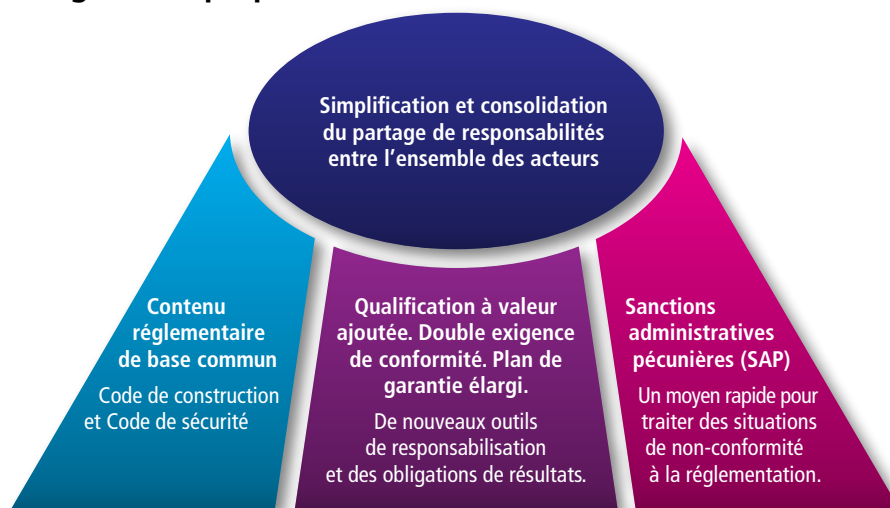 Simplification et consolidation
du partage de responsabilités
entre l’ensemble des acteurs
Contenu
réglementaire
de base commun
Code de construction
et Code de sécurité
Qualification à valeur
ajoutée. Double exigence
de conformité. Plan de
garantie élargi.
De nouveaux outils
de responsabilisation
et des obligations de résultats.
Sanctions
administratives
pécunières (SAP)
Un moyen rapide pour
traiter des situations
de non-conformité
à la réglementation.